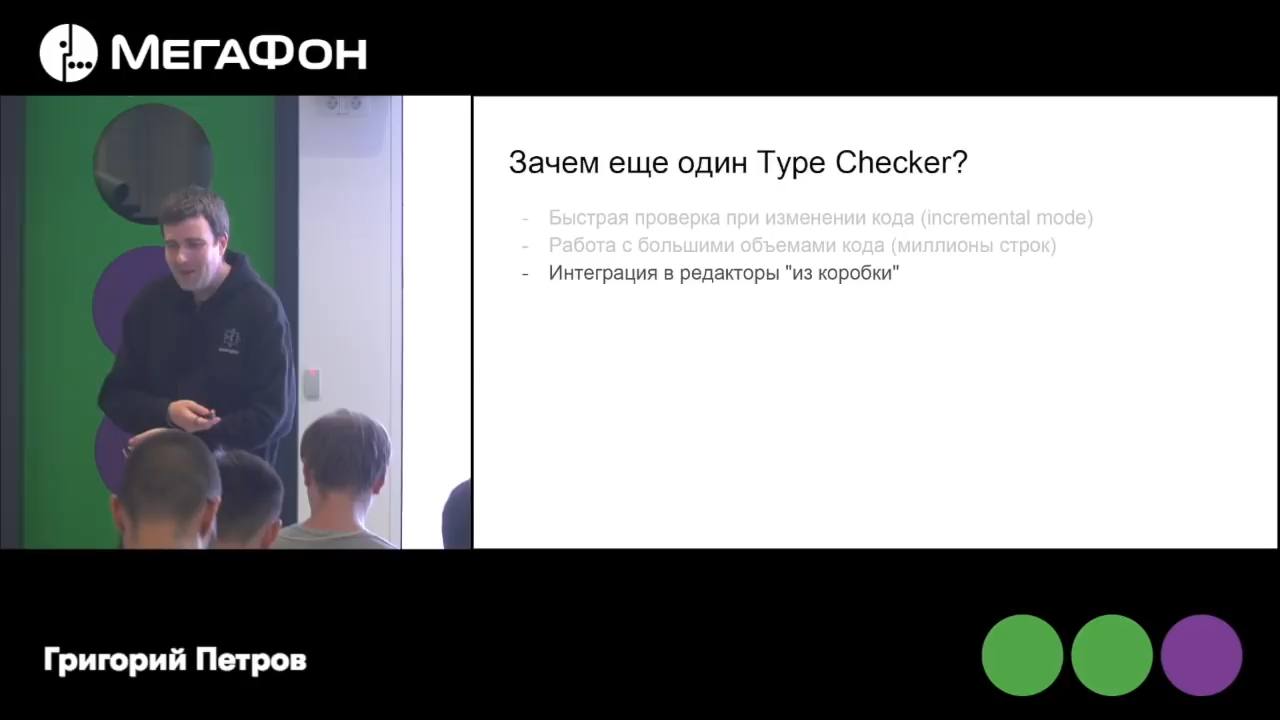 МегаФон
Зачем еще один Type Checker?
- Быстрая проверка при изменении кода (incremental mode)
- Работа с большими объемами кода (миллионы строк)
- Интеграция в редакторы "из коробки"
Григорий Петров